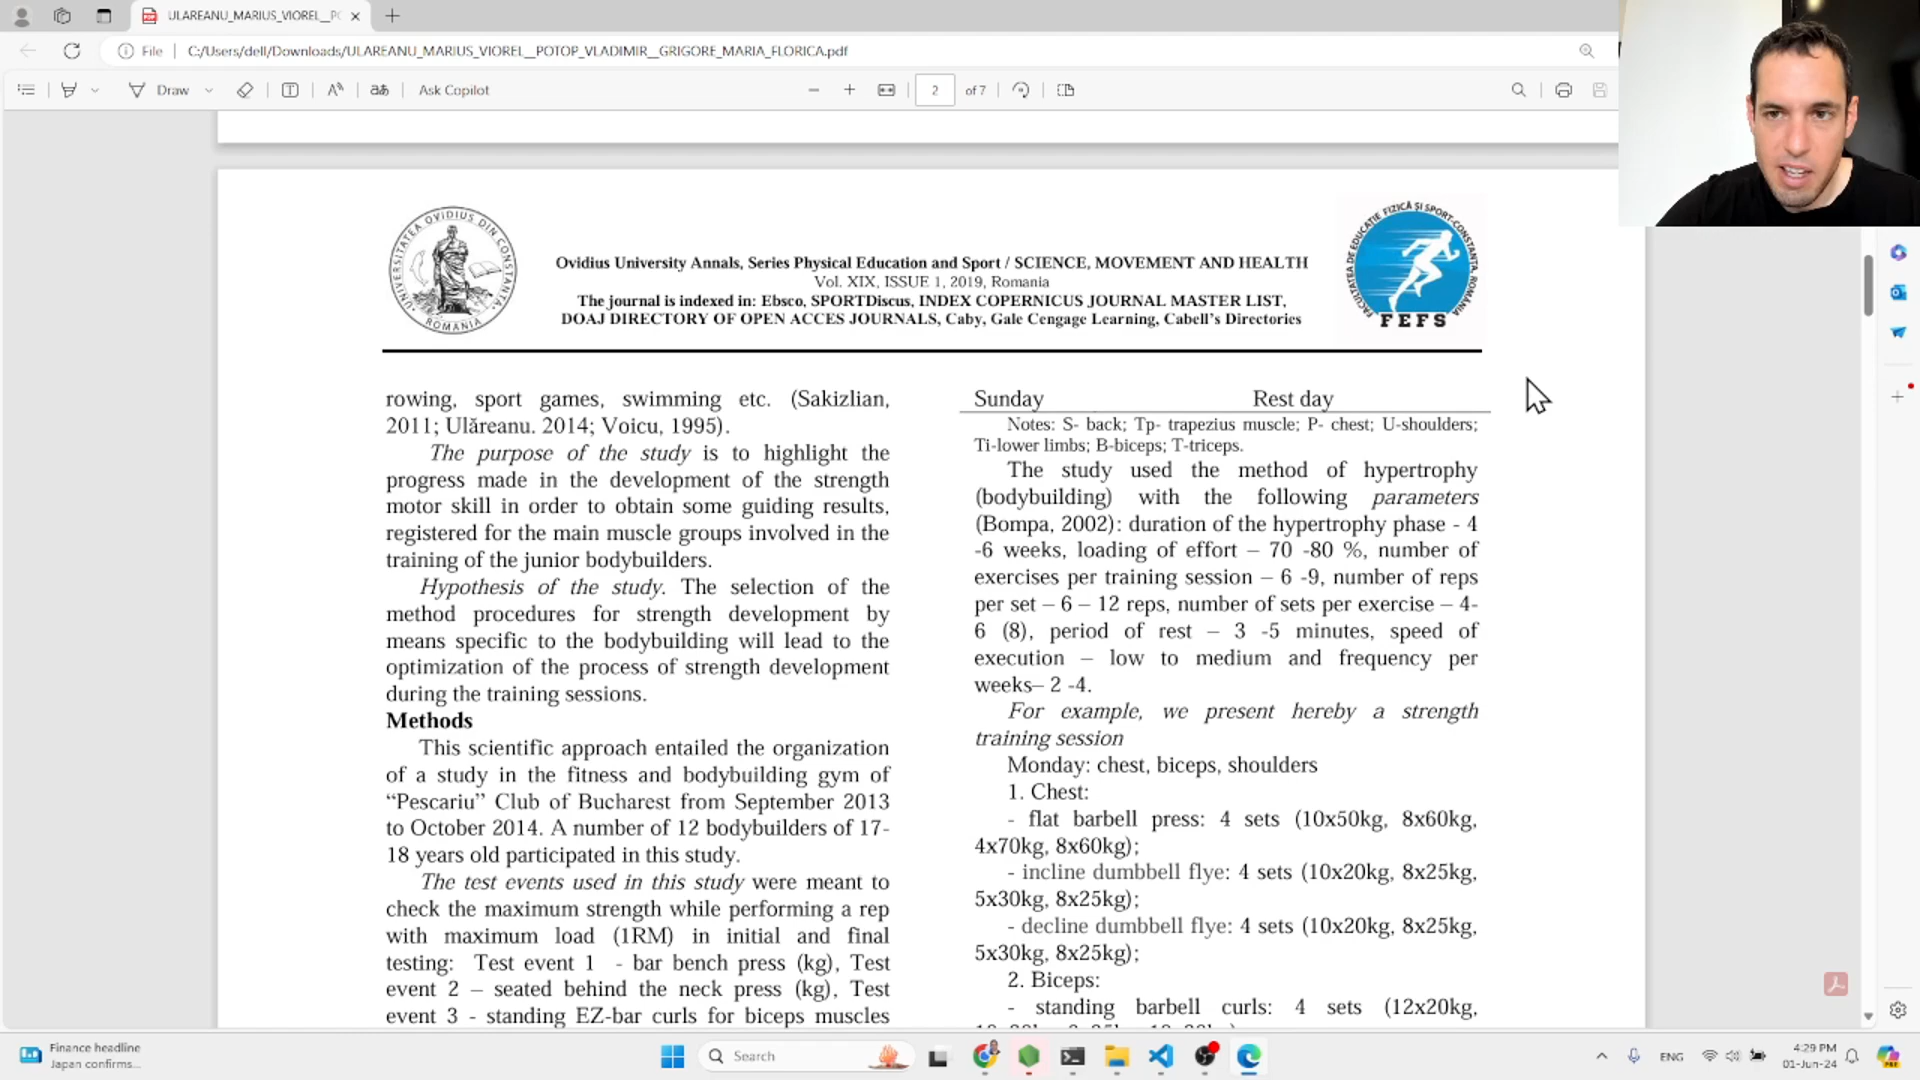 ULAREANU_MARIUS_VIOREL__PO
File
C:/Users/dell/Downloads/ULAREANU_MARIUS_VIOREL__POTOP_VLADIMIR__GRIGORE_MARIA_FLORICA.pdf
Draw
Ask Copilot
2
of 7
UNIVERSITATEA OVIDIUS DIN CONSTANTA
ROMANIA
Ovidius University Annals, Series Physical Education and Sport / SCIENCE, MOVEMENT AND HEALTH
Vol. XIX, ISSUE 1, 2019, Romania
The journal is indexed in: Ebsco, SPORTDiscus, INDEX COPERNICUS JOURNAL MASTER LIST,
DOAJ DIRECTORY OF OPEN ACCES JOURNALS, Caby, Gale Cengage Learning, Cabell's Directories
FACULTATEA DE EDUCAȚIE FIZICĂ ȘI SPORT-CONSTANȚA, ROMÂNIA
FEFS
rowing, sport games, swimming etc. (Sakizlian,
2011; Ulăreanu. 2014; Voicu, 1995).
The purpose of the study is to highlight the
progress made in the development of the strength
motor skill in order to obtain some guiding results,
registered for the main muscle groups involved in the
training of the junior bodybuilders.
Hypothesis of the study. The selection of the
method procedures for strength development by
means specific to the bodybuilding will lead to the
optimization of the process of strength development
during the training sessions.
Methods
This scientific approach entailed the organization
of a study in the fitness and bodybuilding gym of
“Pescariu” Club of Bucharest from September 2013
to October 2014. A number of 12 bodybuilders of 17-
18 years old participated in this study.
The test events used in this study were meant to
check the maximum strength while performing a rep
with maximum load (1RM) in initial and final
testing: Test event 1 - bar bench press (kg), Test
event 2 – seated behind the neck press (kg), Test
event 3 - standing EZ-bar curls for biceps muscles
Sunday Rest day
Notes: S- back; Tp- trapezius muscle; P- chest; U-shoulders;
Ti-lower limbs; B-biceps; T-triceps.
The study used the method of hypertrophy
(bodybuilding) with the following parameters
(Bompa, 2002): duration of the hypertrophy phase - 4
-6 weeks, loading of effort – 70 -80 %, number of
exercises per training session – 6 -9, number of reps
per set – 6 – 12 reps, number of sets per exercise – 4-
6 (8), period of rest – 3 -5 minutes, speed of
execution – low to medium and frequency per
weeks– 2 -4.
For example, we present hereby a strength
training session
Monday: chest, biceps, shoulders
1. Chest:
- flat barbell press: 4 sets (10x50kg, 8x60kg,
4x70kg, 8x60kg);
- incline dumbbell flye: 4 sets (10x20kg, 8x25kg,
5x30kg, 8x25kg);
- decline dumbbell flye: 4 sets (10x20kg, 8x25kg,
5x30kg, 8x25kg);
2. Biceps:
- standing barbell curls: 4 sets (12x20kg,
Finance headline
Japan confirms...
Search
ENG
4:29 PM
01-Jun-24